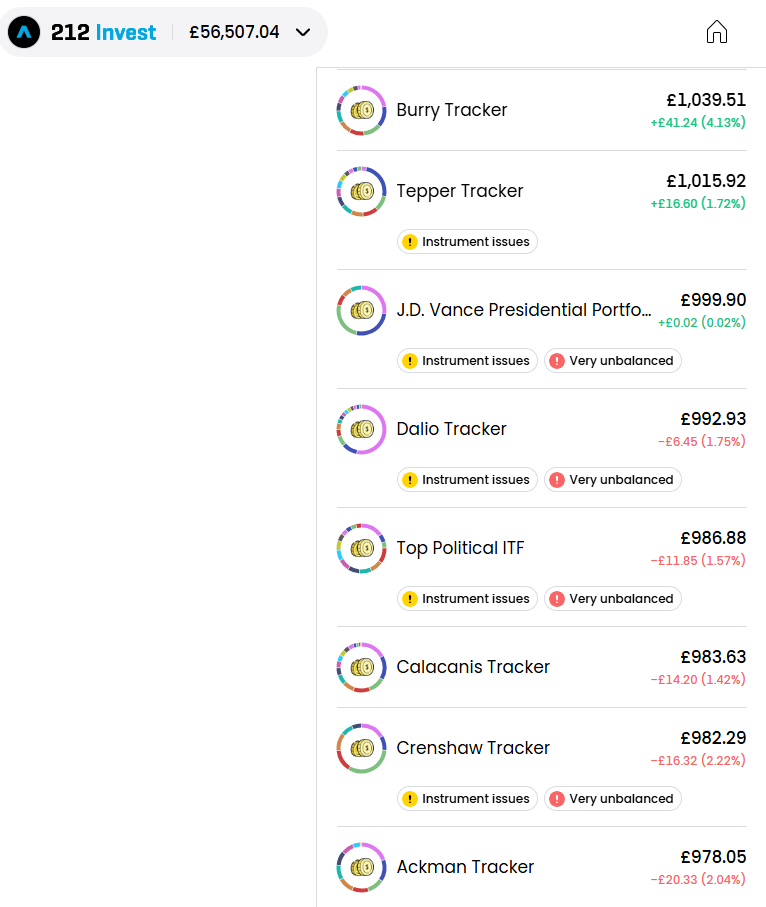 212 Invest £56,507.04
Burry Tracker £1,039.51
+£41.24 (4.13%)
Tepper Tracker £1,015.92
+£16.60 (1.72%)
! Instrument issues
J.D. Vance Presidential Portfo... £999.90
+£0.02 (0.02%)
! Instrument issues ! Very unbalanced
Dalio Tracker £992.93
−£6.45 (1.75%)
! Instrument issues ! Very unbalanced
Top Political ITF £986.88
−£11.85 (1.57%)
! Instrument issues ! Very unbalanced
Calacanis Tracker £983.63
−£14.20 (1.42%)
Crenshaw Tracker £982.29
−£16.32 (2.22%)
! Instrument issues ! Very unbalanced
Ackman Tracker £978.05
−£20.33 (2.04%)